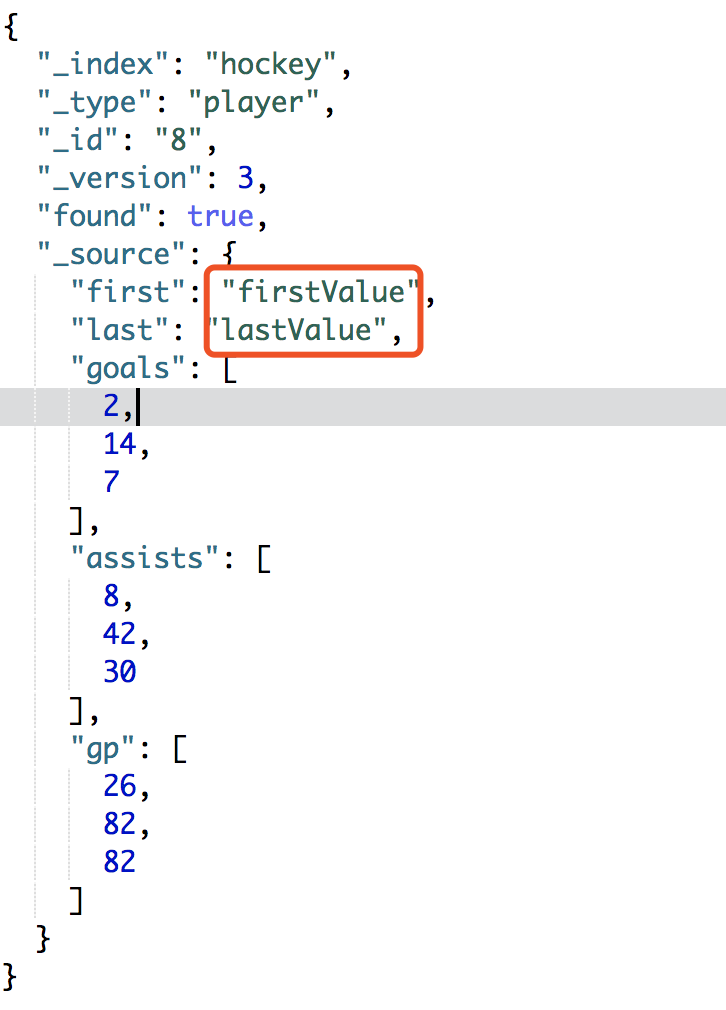 {
"_index": "hockey",
"_type": "player",
"_id": "8",
"_version": 3,
"found": true,
"_source": {
"first": "firstValue",
"last": "lastValue",
"goals": [
2,
14,
7
],
"assists": [
8,
42,
30
],
"gp": [
26,
82,
82
]
}
}